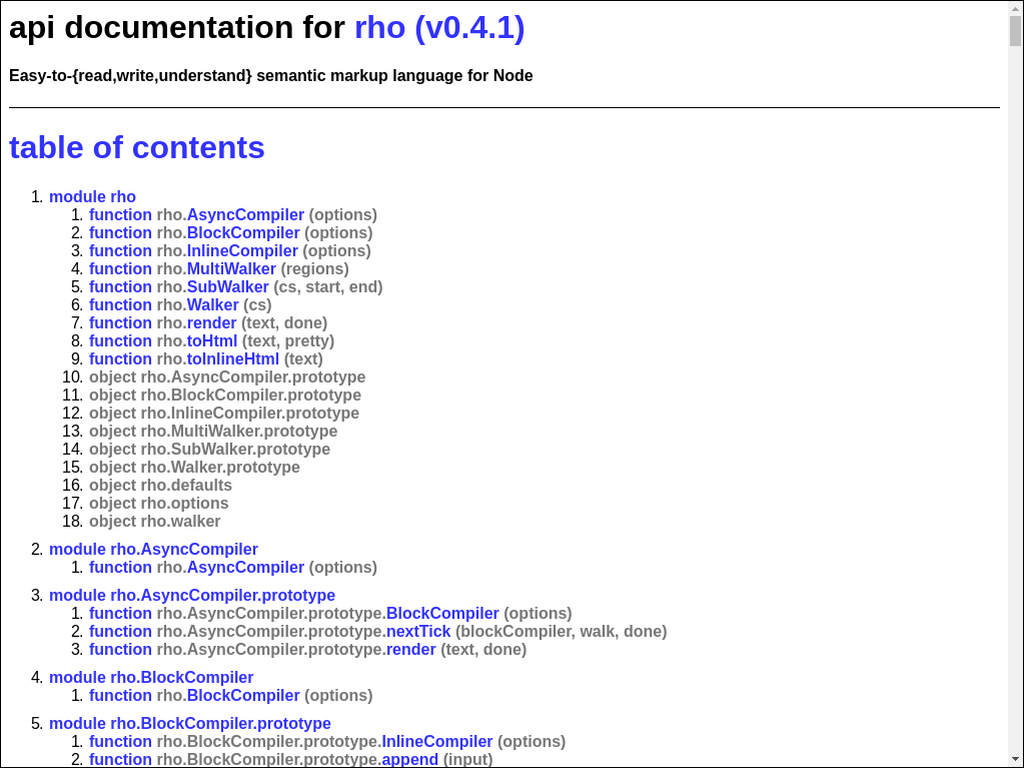 api documentation for rho (v0.4.1)
Easy-to-{read,write,understand} semantic markup language for Node
table of contents
1. module rho
1. function rho.AsyncCompiler (options)
2. function rho.BlockCompiler (options)
3. function rho.InlineCompiler (options)
4. function rho.MultiWalker (regions)
5. function rho.SubWalker (cs, start, end)
6. function rho.Walker (cs)
7. function rho.render (text, done)
8. function rho.toHtml (text, pretty)
9. function rho.toInlineHtml (text)
10. object rho.AsyncCompiler.prototype
11. object rho.BlockCompiler.prototype
12. object rho.InlineCompiler.prototype
13. object rho.MultiWalker.prototype
14. object rho.SubWalker.prototype
15. object rho.Walker.prototype
16. object rho.defaults
17. object rho.options
18. object rho.walker
2. module rho.AsyncCompiler
1. function rho.AsyncCompiler (options)
3. module rho.AsyncCompiler.prototype
1. function rho.AsyncCompiler.prototype.BlockCompiler (options)
2. function rho.AsyncCompiler.prototype.nextTick (blockCompiler, walk, done)
3. function rho.AsyncCompiler.prototype.render (text, done)
4. module rho.BlockCompiler
1. function rho.BlockCompiler (options)
5. module rho.BlockCompiler.prototype
1. function rho.BlockCompiler.prototype.InlineCompiler (options)
2. function rho.BlockCompiler.prototype.append (input)